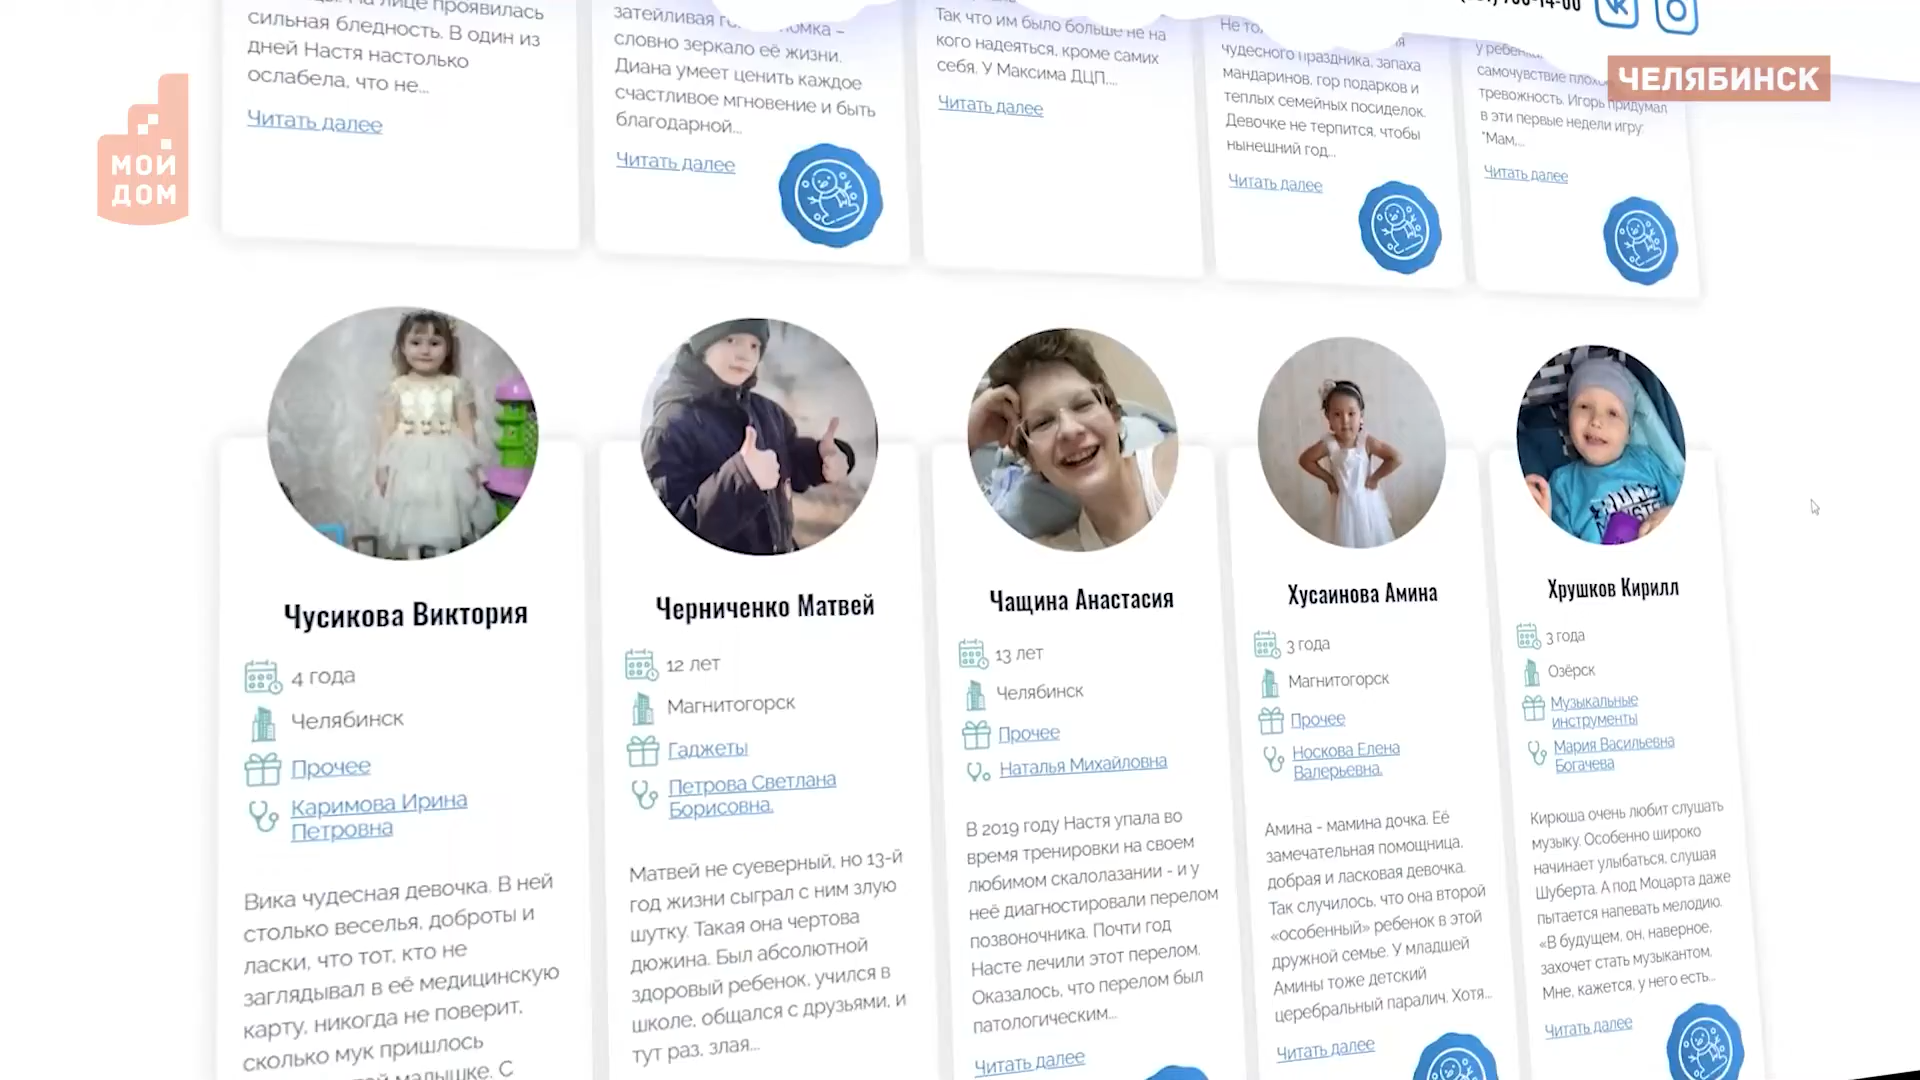 лице проявилась
сильная бледность. В один из
дней Настя настолько
ослабела, что не...
Читать далее
затейливая
словно зеркало её жизни.
Диана умеет ценить каждое
счастливое мгновение и быть
благодарной...
Читать далее
Так что им было больше не на
кого надеяться, кроме самих
себя. У Максима ДЦП....
Читать далее
Не
чудесного праздника, запаха
мандаринов, гор подарков и
теплых семейных посиделок.
Девочке не терпится, чтобы
нынешний год...
Читать далее
самочувствие
тревожность. Игорь придумал
в эти первые недели игру:
"Мам,...
Читать далее
ЧЕЛЯБИНСК
МОЙ
ДОМ
Чусикова Виктория
4 года
Челябинск
Прочее
Каримова Ирина
Петровна
Вика чудесная девочка. В ней
столько веселья, доброты и
ласки, что тот, кто не
заглядывал в её медицинскую
карту, никогда не поверит,
сколько мук пришлось
малышке. С
Черниченко Матвей
12 лет
Магнитогорск
Гаджеты
Петрова Светлана
Борисовна.
Матвей не суеверный, но 13-й
год жизни сыграл с ним злую
шутку. Такая она чертова
дюжина. Был абсолютной
здоровый ребенок, учился в
школе, общался с друзьями, и
тут раз, злая...
Чащина Анастасия
13 лет
Челябинск
Прочее
Наталья Михайловна
В 2019 году Настя упала во
время тренировки на своем
любимом скалолазании - и у
неё диагностировали перелом
позвоночника. Почти год
Насте лечили этот перелом.
Оказалось, что перелом был
патологическим...
Читать далее
Хусаинова Амина
3 года
Магнитогорск
Прочее
Носкова Елена
Валерьевна.
Амина - мамина дочка. Её
замечательная помощница,
добрая и ласковая девочка.
Так случилось, что она второй
«особенный» ребенок в этой
дружной семье. У младшей
Амины тоже детский
церебральный паралич. Хотя...
Читать далее
Хрушков Кирилл
3 года
Озёрск
Музыкальные
инструменты
Мария Васильевна
Богачева
Кирюша очень любит слушать
музыку. Особенно широко
начинает улыбаться, слушая
Шуберта. А под Моцарта даже
пытается напевать мелодию.
«В будущем, он, наверное,
захочет стать музыкантом.
Мне, кажется, у него есть...
Читать далее